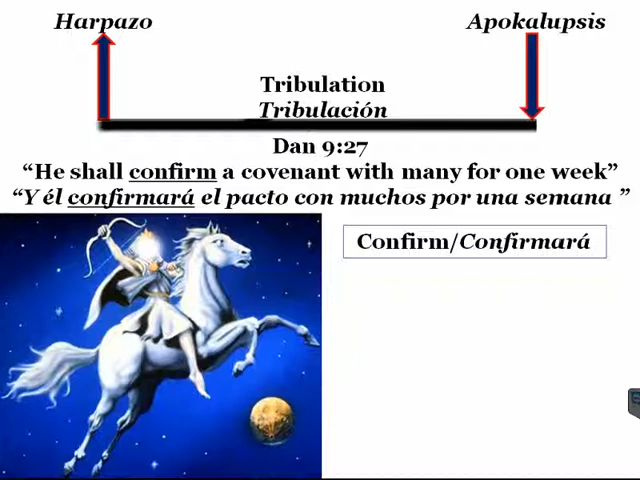 Harpazo Apokalupsis
Tribulation
Tribulación
Dan 9:27
“He shall confirm a covenant with many for one week”
“Y él confirmará el pacto con muchos por una semana ”
Confirm/Confirmará